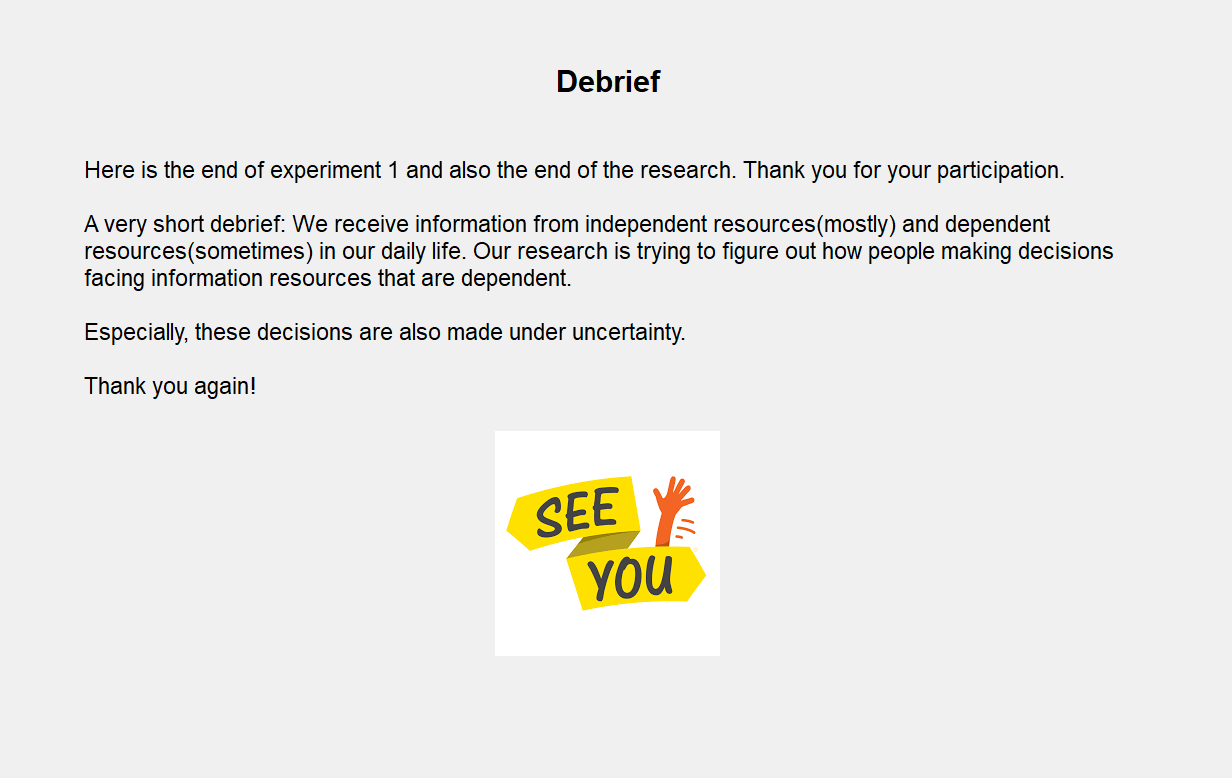 Debrief
Here is the end of experiment 1 and also the end of the research. Thank you for your participation.
A very short debrief: We receive information from independent resources(mostly) and dependent
resources(sometimes) in our daily life. Our research is trying to figure out how people making decisions
facing information resources that are dependent.
Especially, these decisions are also made under uncertainty.
Thank you again!
SEE
YOU